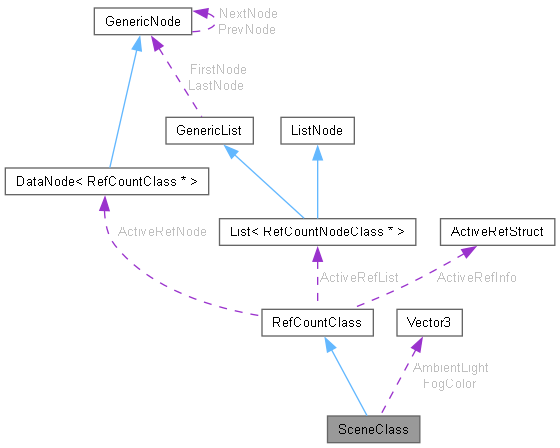 GenericNode
NextNode
PrevNode
FirstNode
LastNode
GenericList
ListNode
DataNode< RefCountClass * >
List< RefCountNodeClass * >
ActiveRefStruct
ActiveRefNode
ActiveRefList
ActiveRefInfo
RefCountClass
Vector3
AmbientLight
FogColor
SceneClass